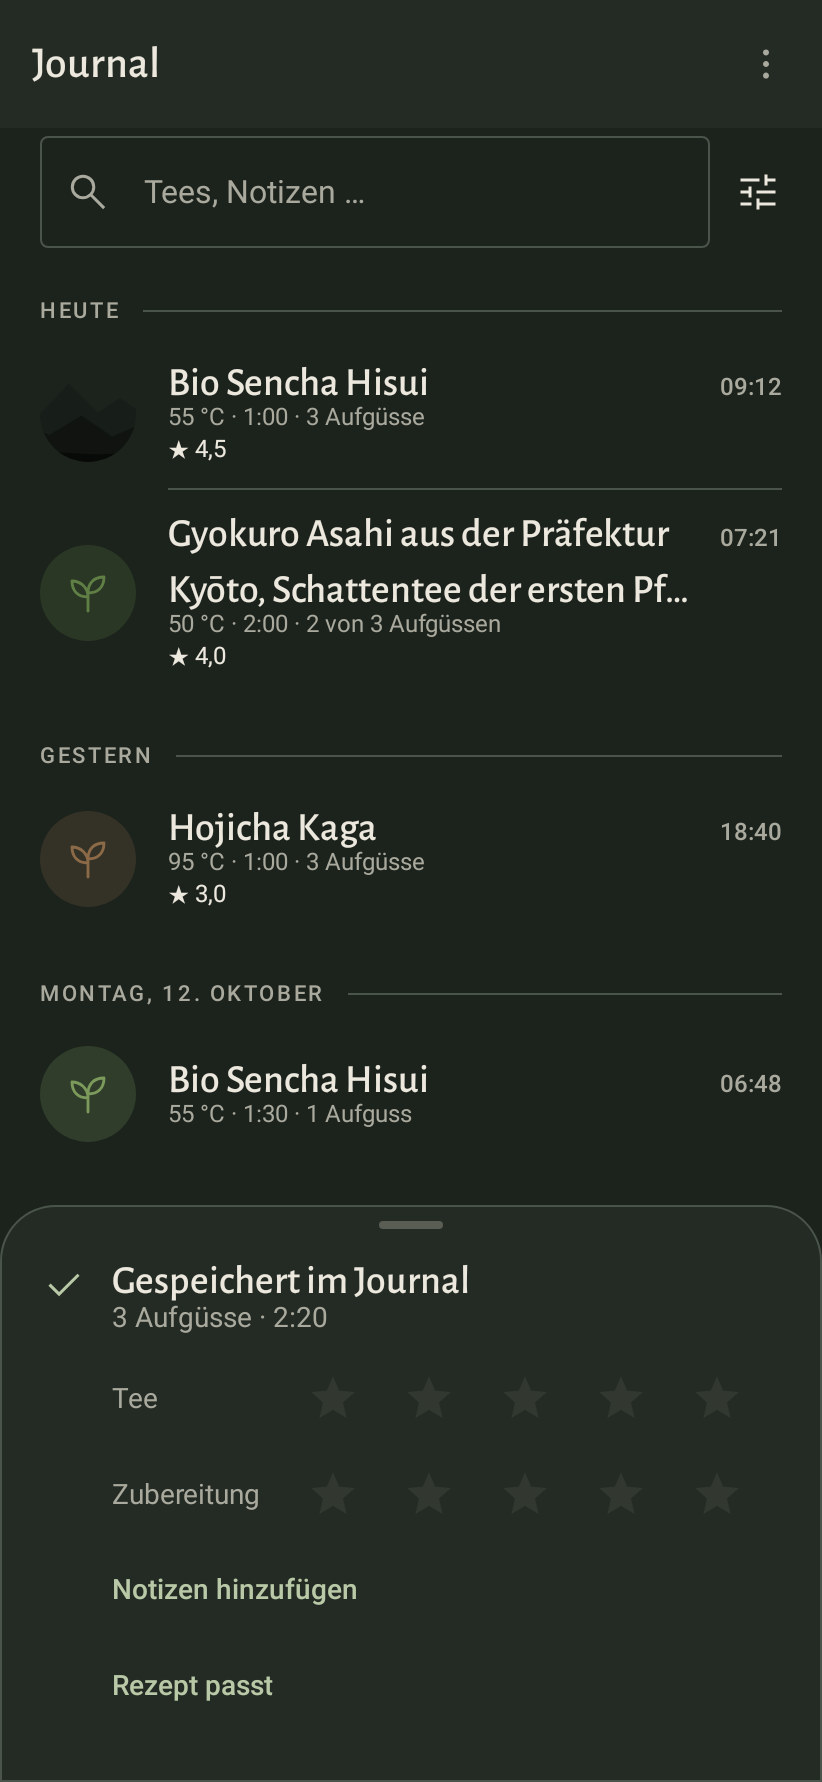 Journal
Tees, Notizen …
HEUTE
Bio Sencha Hisui 09:12
55 °C · 1:00 · 3 Aufgüsse
★ 4,5
Gyokuro Asahi aus der Präfektur 07:21
Kyōto, Schattentee der ersten Pf…
50 °C · 2:00 · 2 von 3 Aufgüssen
★ 4,0
GESTERN
Hojicha Kaga 18:40
95 °C · 1:00 · 3 Aufgüsse
★ 3,0
MONTAG, 12. OKTOBER
Bio Sencha Hisui 06:48
55 °C · 1:30 · 1 Aufguss
Gespeichert im Journal
3 Aufgüsse · 2:20
Tee
Zubereitung
Notizen hinzufügen
Rezept passt